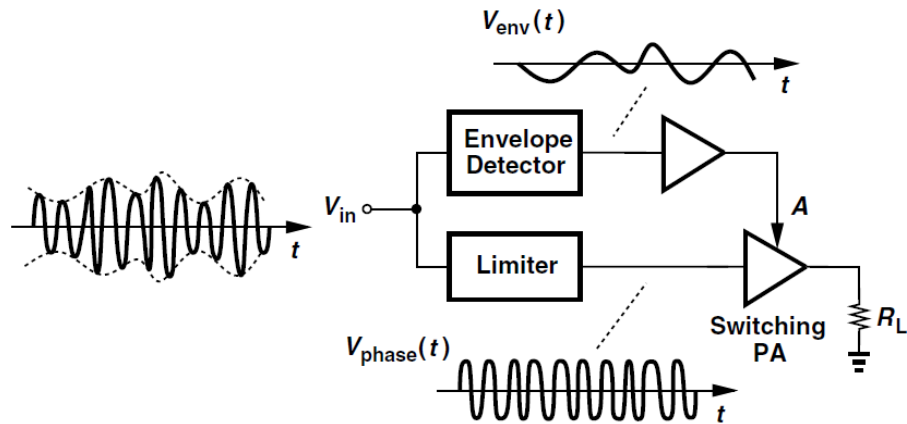 V_env(t)
t
Envelope
Detector
A
V_in
t
Limiter
Switching
PA
R_L
V_phase(t)
t